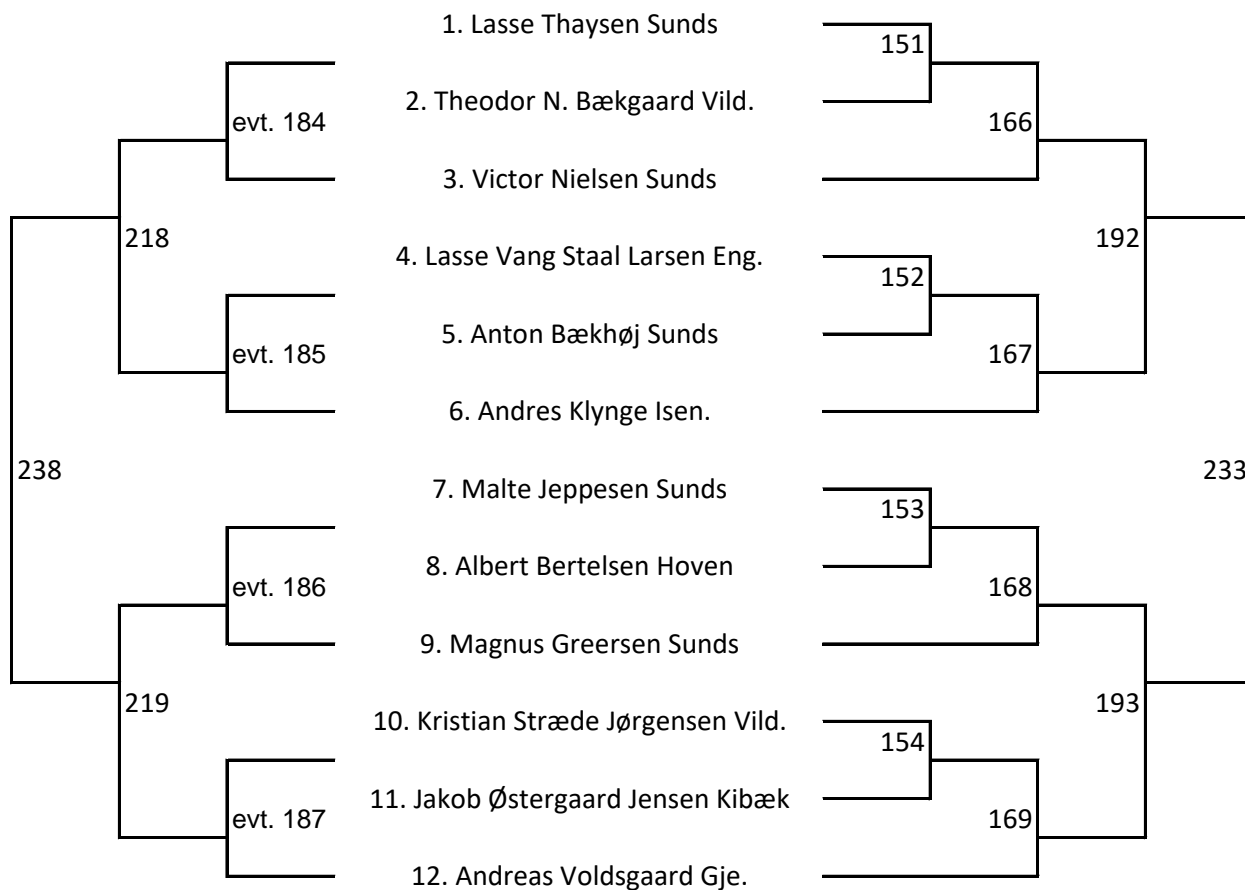 1. Lasse Thaysen Sunds
151
2. Theodor N. Bækgaard Vild.
evt. 184
166
3. Victor Nielsen Sunds
218
192
4. Lasse Vang Staal Larsen Eng.
152
5. Anton Bækhøj Sunds
evt. 185
167
6. Andres Klynge Isen.
238
233
7. Malte Jeppesen Sunds
153
8. Albert Bertelsen Hoven
evt. 186
168
9. Magnus Greersen Sunds
219
193
10. Kristian Stræde Jørgensen Vild.
154
11. Jakob Østergaard Jensen Kibæk
evt. 187
169
12. Andreas Voldsgaard Gje.